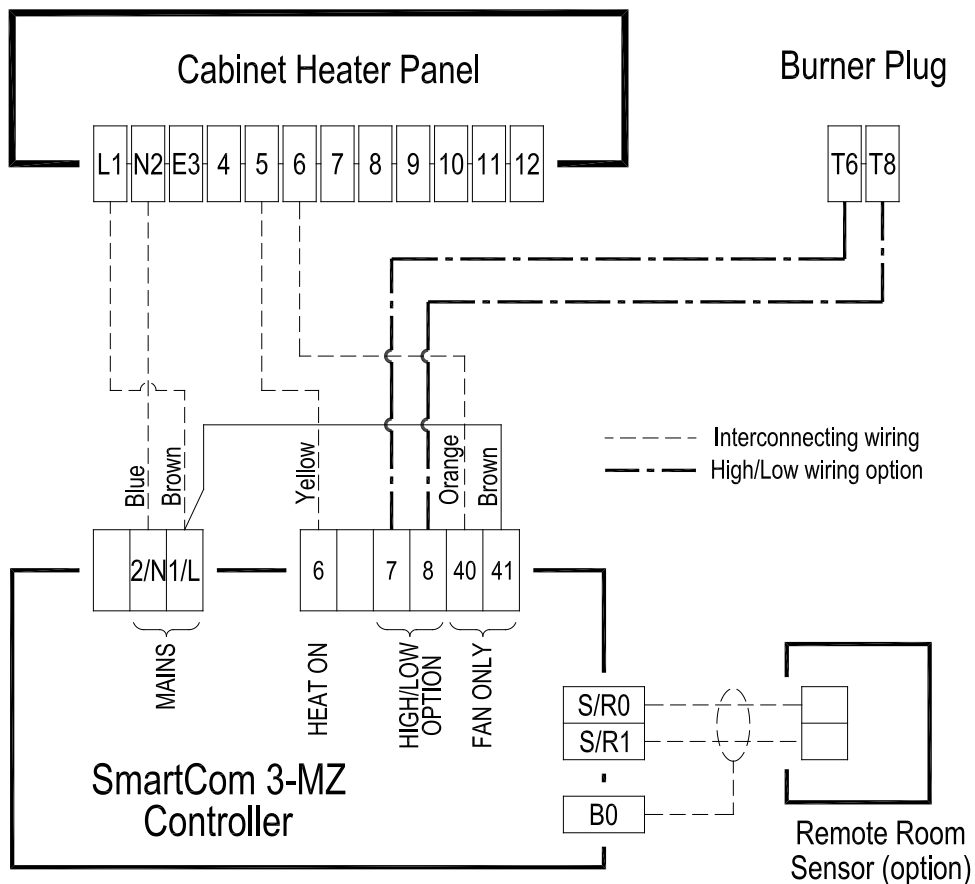 Cabinet Heater Panel
Burner Plug
L1 N2 E3 4 5 6 7 8 9 10 11 12
T6 T8
Blue
Brown
Yellow
Orange
Brown
Interconnecting wiring
High/Low wiring option
2/N 1/L
6 7 8 40 41
MAINS
HEAT ON
HIGH/LOW
OPTION
FAN ONLY
S/R0
S/R1
B0
SmartCom 3-MZ
Controller
Remote Room
Sensor (option)